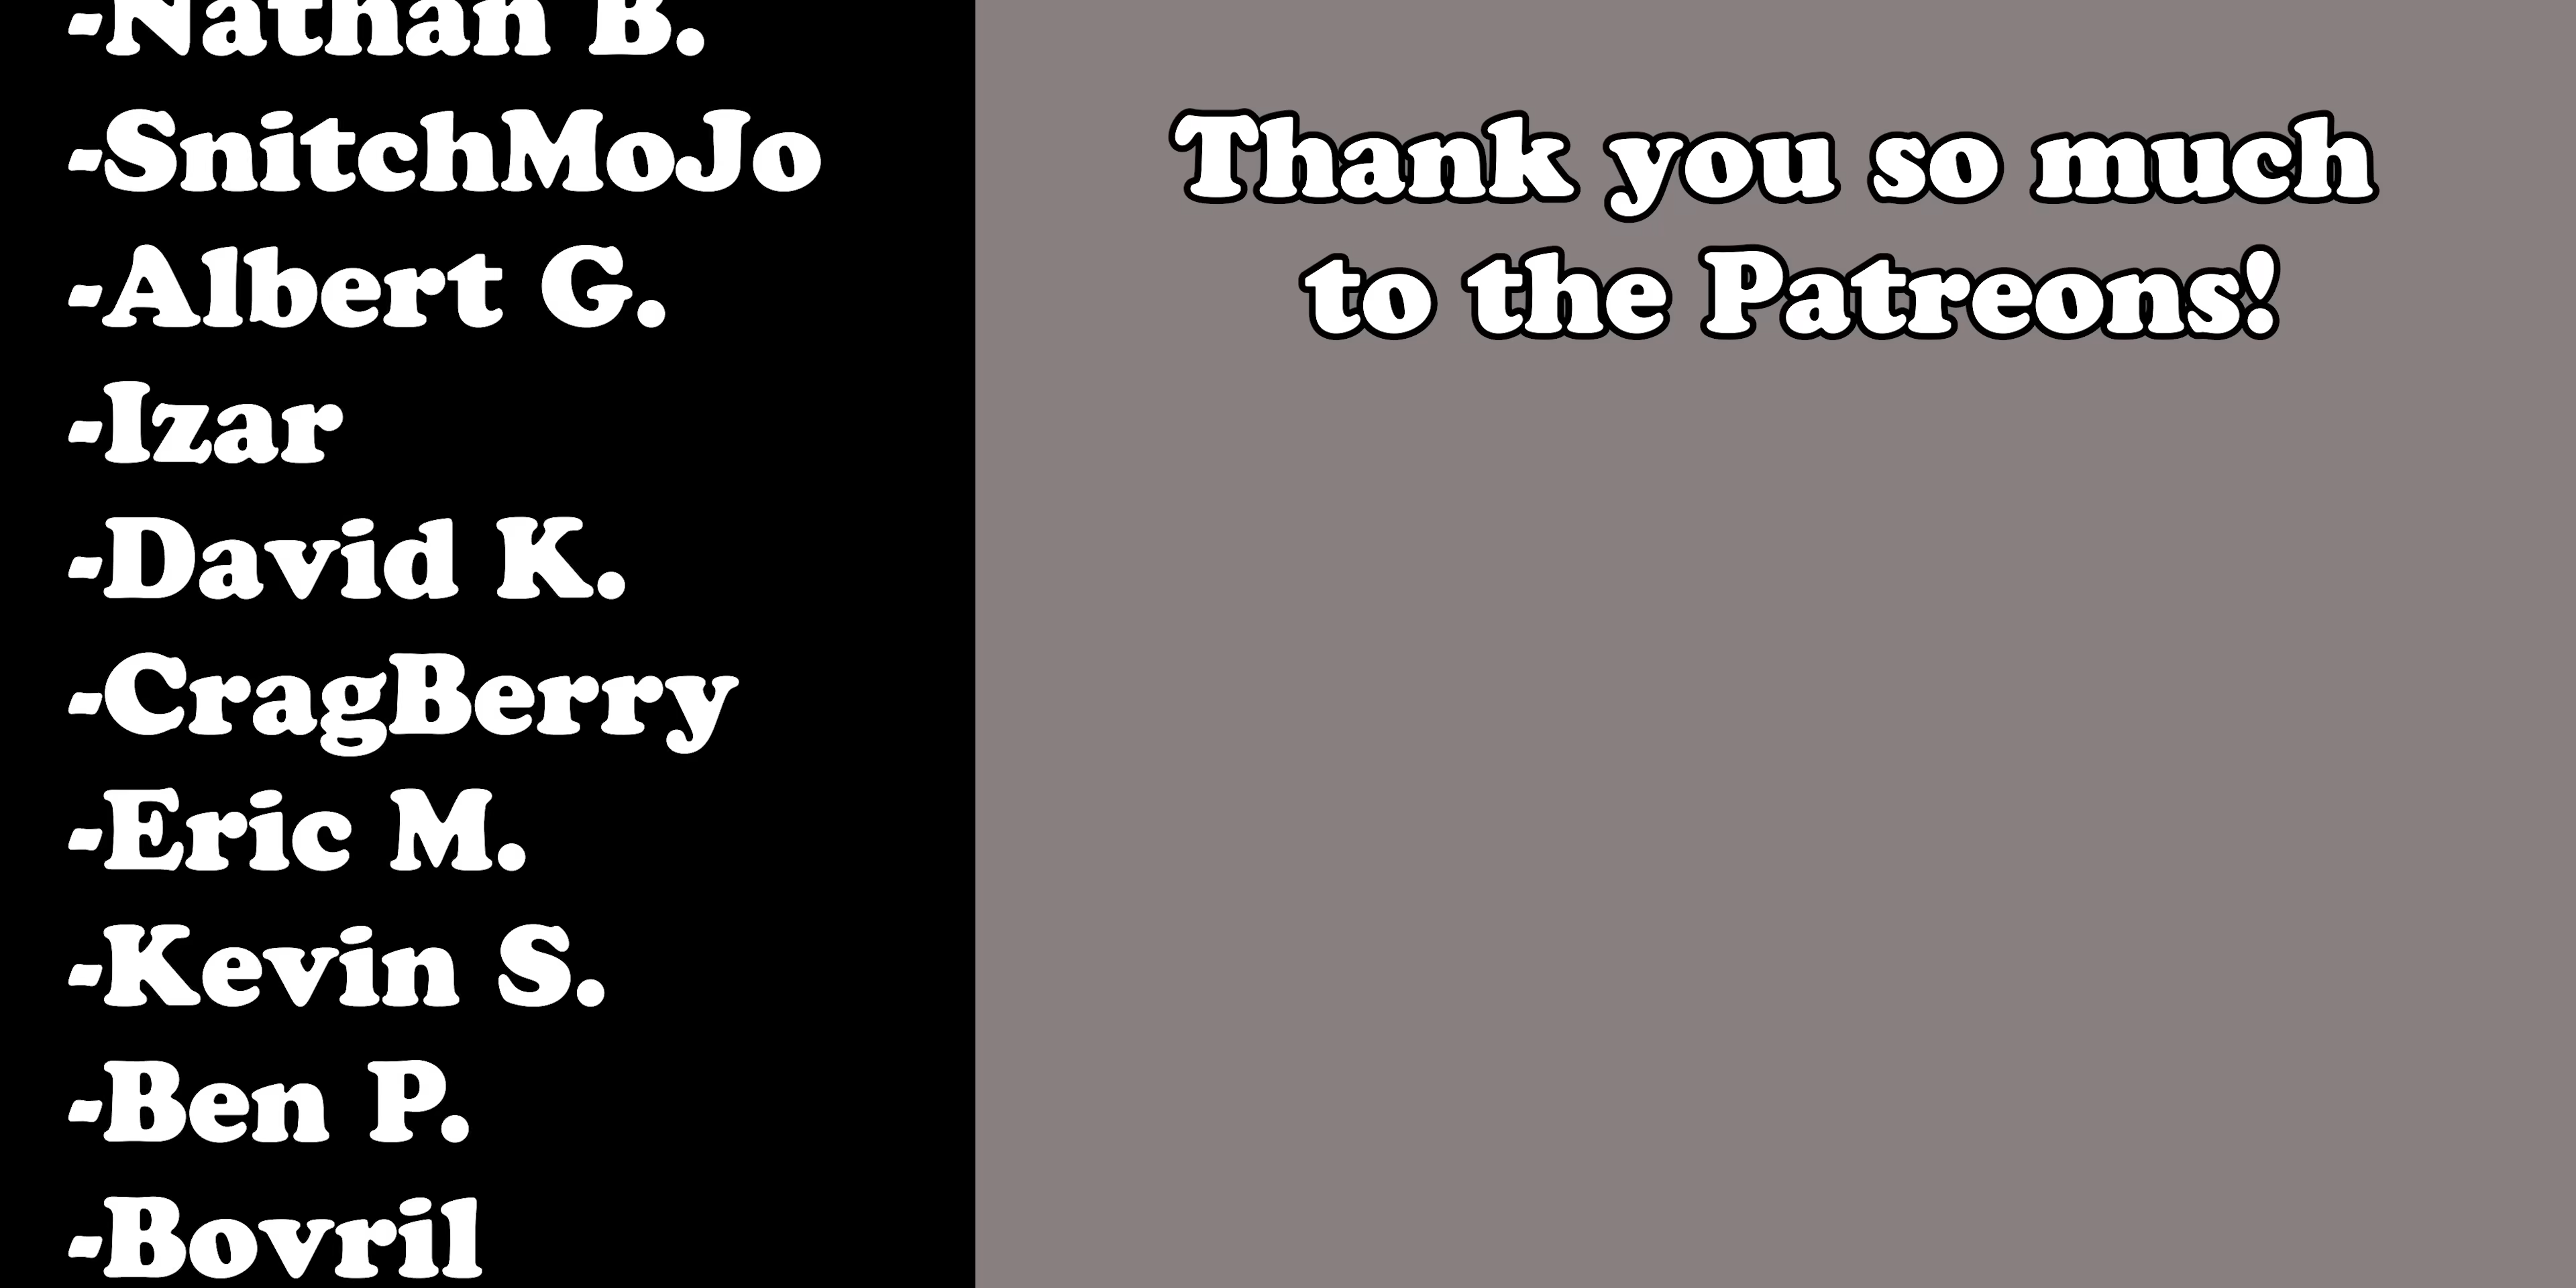 -Nathan B.
-SnitchMoJo
-Albert G.
-Izar
-David K.
-CragBerry
-Eric M.
-Kevin S.
-Ben P.
-Bovril
Thank you so much
to the Patreons!